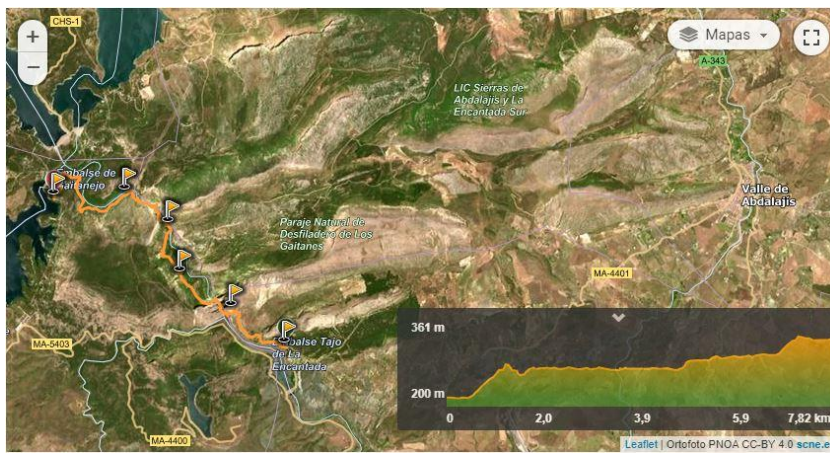 CHS-1
+
−
Mapas
A-343
LIC Sierras de
Abdalajís y La
Encantada Sur
Embalse de
Gaitanejo
Valle de
Abdalajís
Paraje Natural de
Desfiladero de Los
Gaitanes
MA-4401
MA-5403
Embalse Tajo
de La
Encantada
MA-4400
361 m
200 m
0
2,0
3,9
5,9
7,82 km
Leaflet | Ortofoto PNOA CC-BY 4.0 scne.e